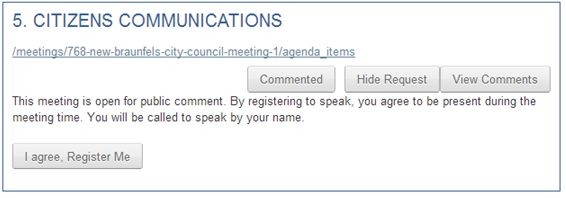 5. CITIZENS COMMUNICATIONS
/meetings/768-new-braunfels-city-council-meeting-1/agenda_items
Commented Hide Request View Comments
This meeting is open for public comment. By registering to speak, you agree to be present during the
meeting time. You will be called to speak by your name.
I agree, Register Me